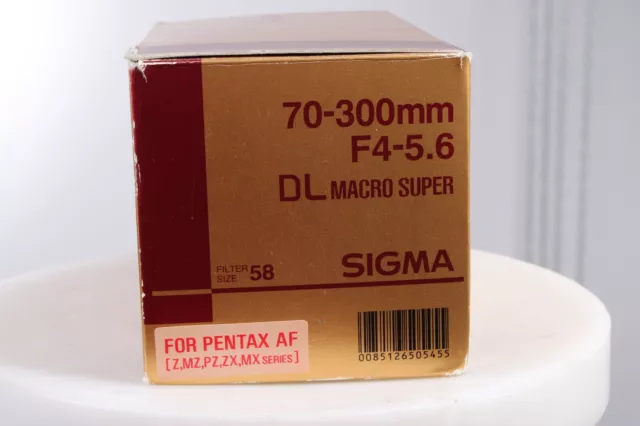 70-300mm
F4-5.6
DL MACRO SUPER
FILTER SIZE 58
SIGMA
FOR PENTAX AF
[Z,MZ,PZ,ZX,MX SERIES]
0085126505455